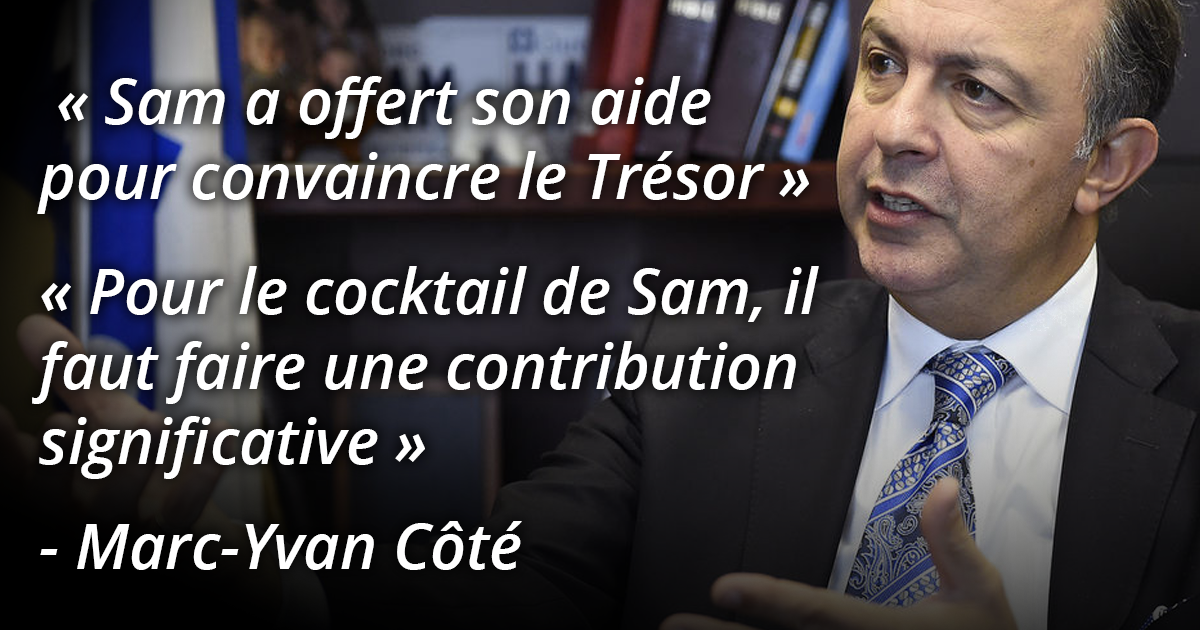 « Sam a offert son aide
pour convaincre le Trésor »
« Pour le cocktail de Sam, il
faut faire une contribution
significative »
- Marc-Yvan Côté